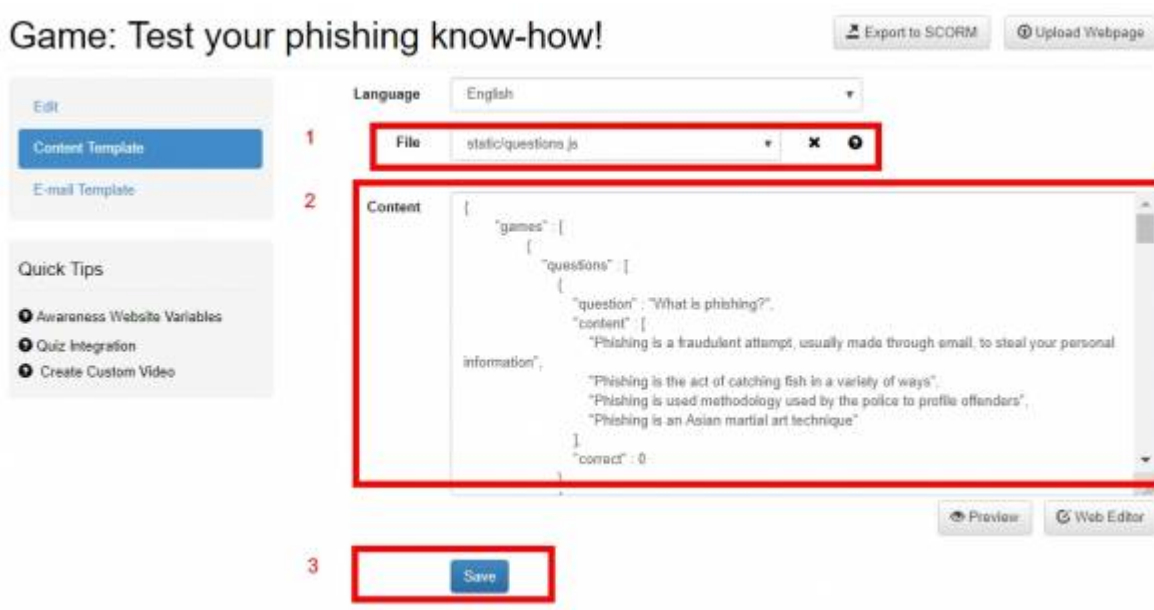 Game: Test your phishing know-how!
Export to SCORM
Upload Webpage
Edit
Content Template
E-mail Template
Quick Tips
Awareness Website Variables
Quiz Integration
Create Custom Video
Language English
1 File static/questions.js
2 Content {
"games" : [
{
"questions" : [
{
"question" : "What is phishing?",
"content" : [
"Phishing is a fraudulent attempt, usually made through email, to steal your personal
information",
"Phishing is the act of catching fish in a variety of ways",
"Phishing is used methodology used by the police to profile offenders",
"Phishing is an Asian martial art technique"
],
"correct" : 0
}
Preview
Web Editor
3 Save